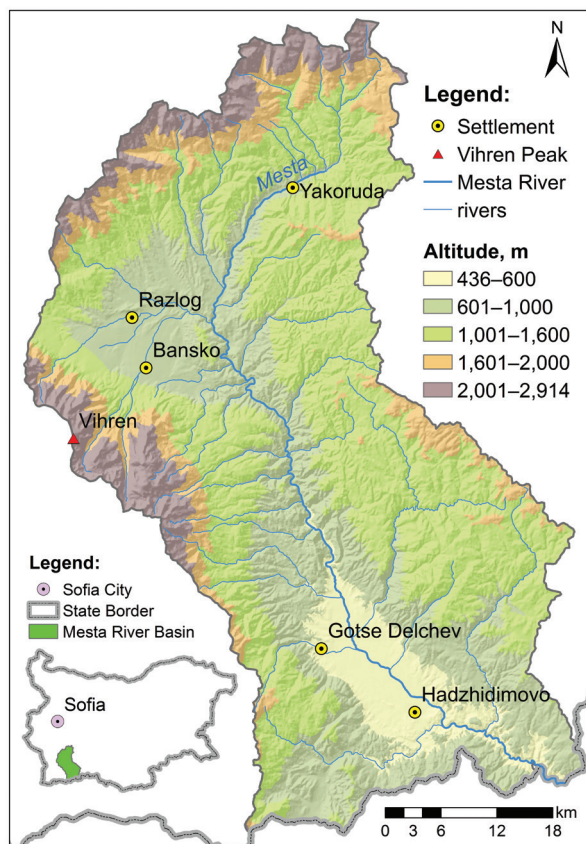 N
Legend:
Settlement
Vihren Peak
Mesta River
rivers
Altitude, m
436–600
601–1,000
1,001–1,600
1,601–2,000
2,001–2,914
Mesta
Yakoruda
Razlog
Bansko
Vihren
Gotse Delchev
Hadzhidimovo
Legend:
Sofia City
State Border
Mesta River Basin
Sofia
km
0 3 6 12 18